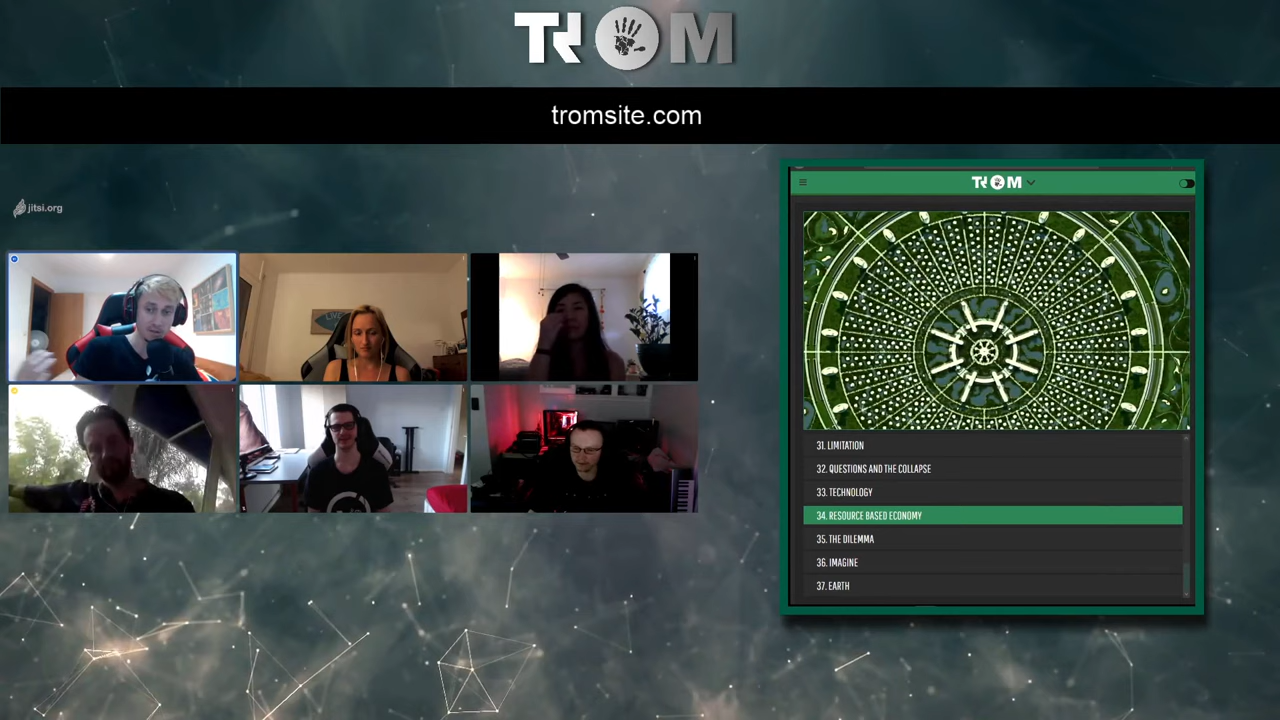 TROM
tromsite.com
jitsi.org
TROM
LIVE
31. LIMITATION
32. QUESTIONS AND THE COLLAPSE
33. TECHNOLOGY
34. RESOURCE BASED ECONOMY
35. THE DILEMMA
36. IMAGINE
37. EARTH